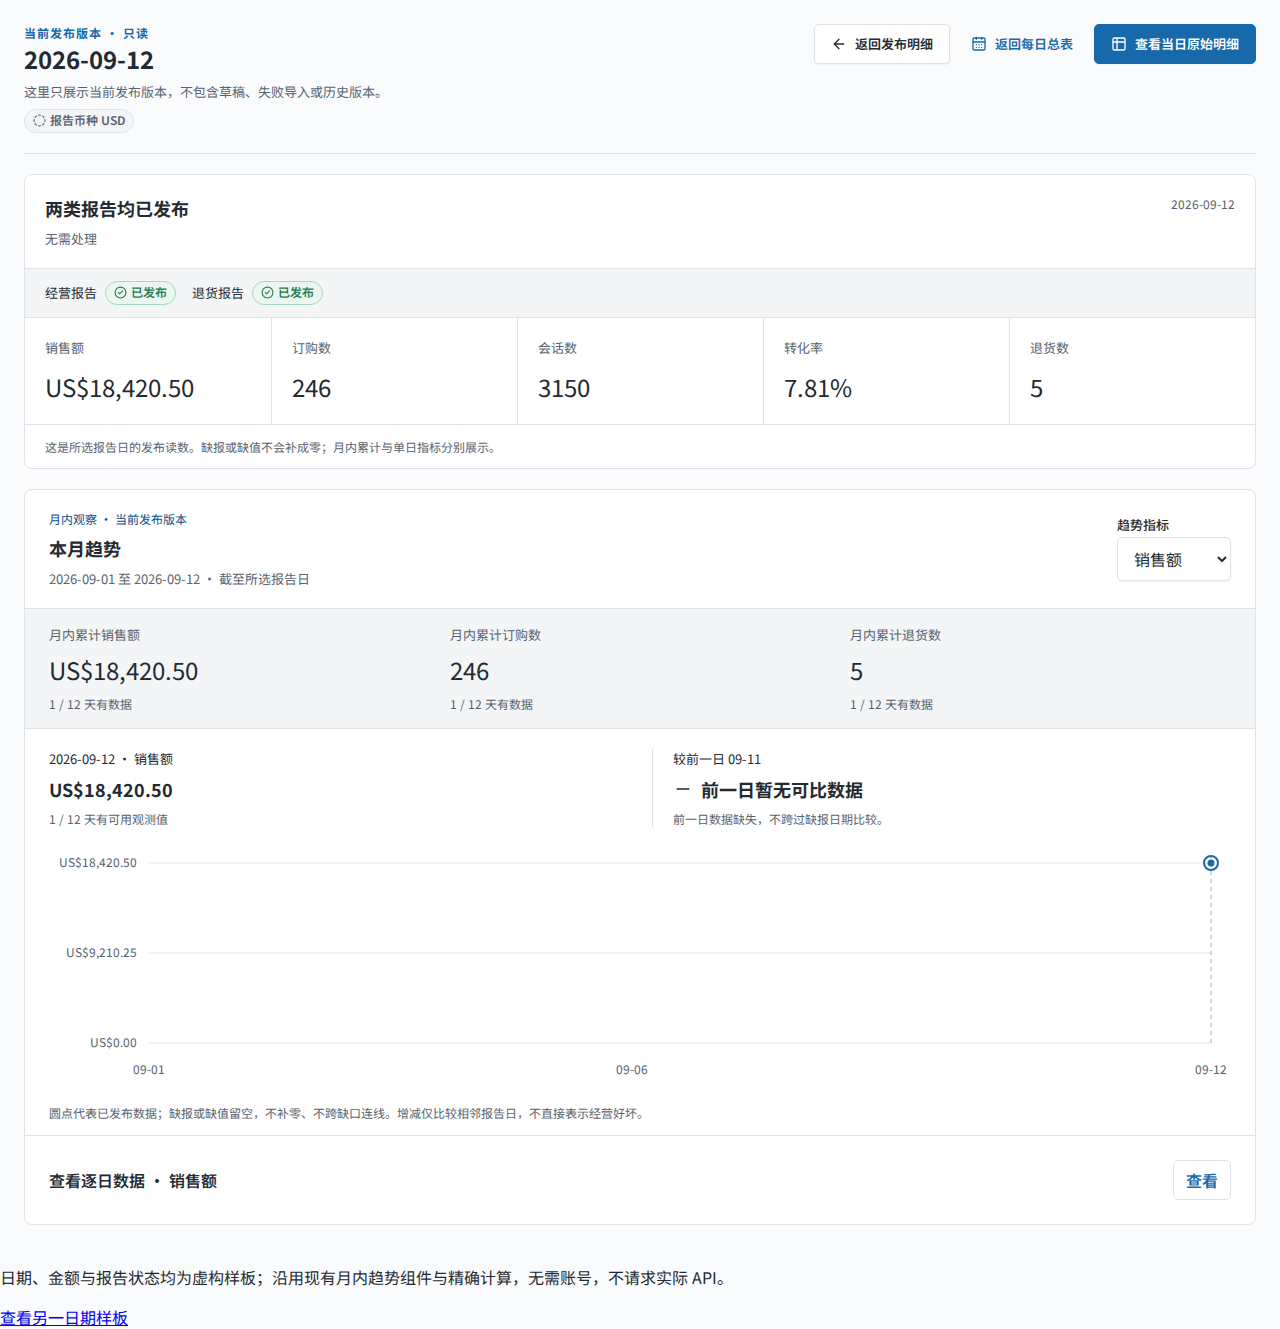 当前发布版本 · 只读
2026-09-12
这里只展示当前发布版本，不包含草稿、失败导入或历史版本。
报告币种 USD
返回发布明细
返回每日总表
查看当日原始明细
两类报告均已发布
2026-09-12
无需处理
经营报告 已发布 退货报告 已发布
销售额 订购数 会话数 转化率 退货数
US$18,420.50 246 3150 7.81% 5
这是所选报告日的发布读数。缺报或缺值不会补成零；月内累计与单日指标分别展示。
月内观察 · 当前发布版本
本月趋势
2026-09-01 至 2026-09-12 · 截至所选报告日
趋势指标
销售额
月内累计销售额 月内累计订购数 月内累计退货数
US$18,420.50 246 5
1 / 12 天有数据 1 / 12 天有数据 1 / 12 天有数据
2026-09-12 · 销售额
US$18,420.50
1 / 12 天有可用观测值
较前一日 09-11
— 前一日暂无可比数据
前一日数据缺失，不跨过缺报日期比较。
US$18,420.50
US$9,210.25
US$0.00
09-01 09-06 09-12
圆点代表已发布数据；缺报或缺值留空，不补零、不跨缺口连线。增减仅比较相邻报告日，不直接表示经营好坏。
查看逐日数据 · 销售额
查看
日期、金额与报告状态均为虚构样板；沿用现有月内趋势组件与精确计算，无需账号，不请求实际 API。
查看另一日期样板